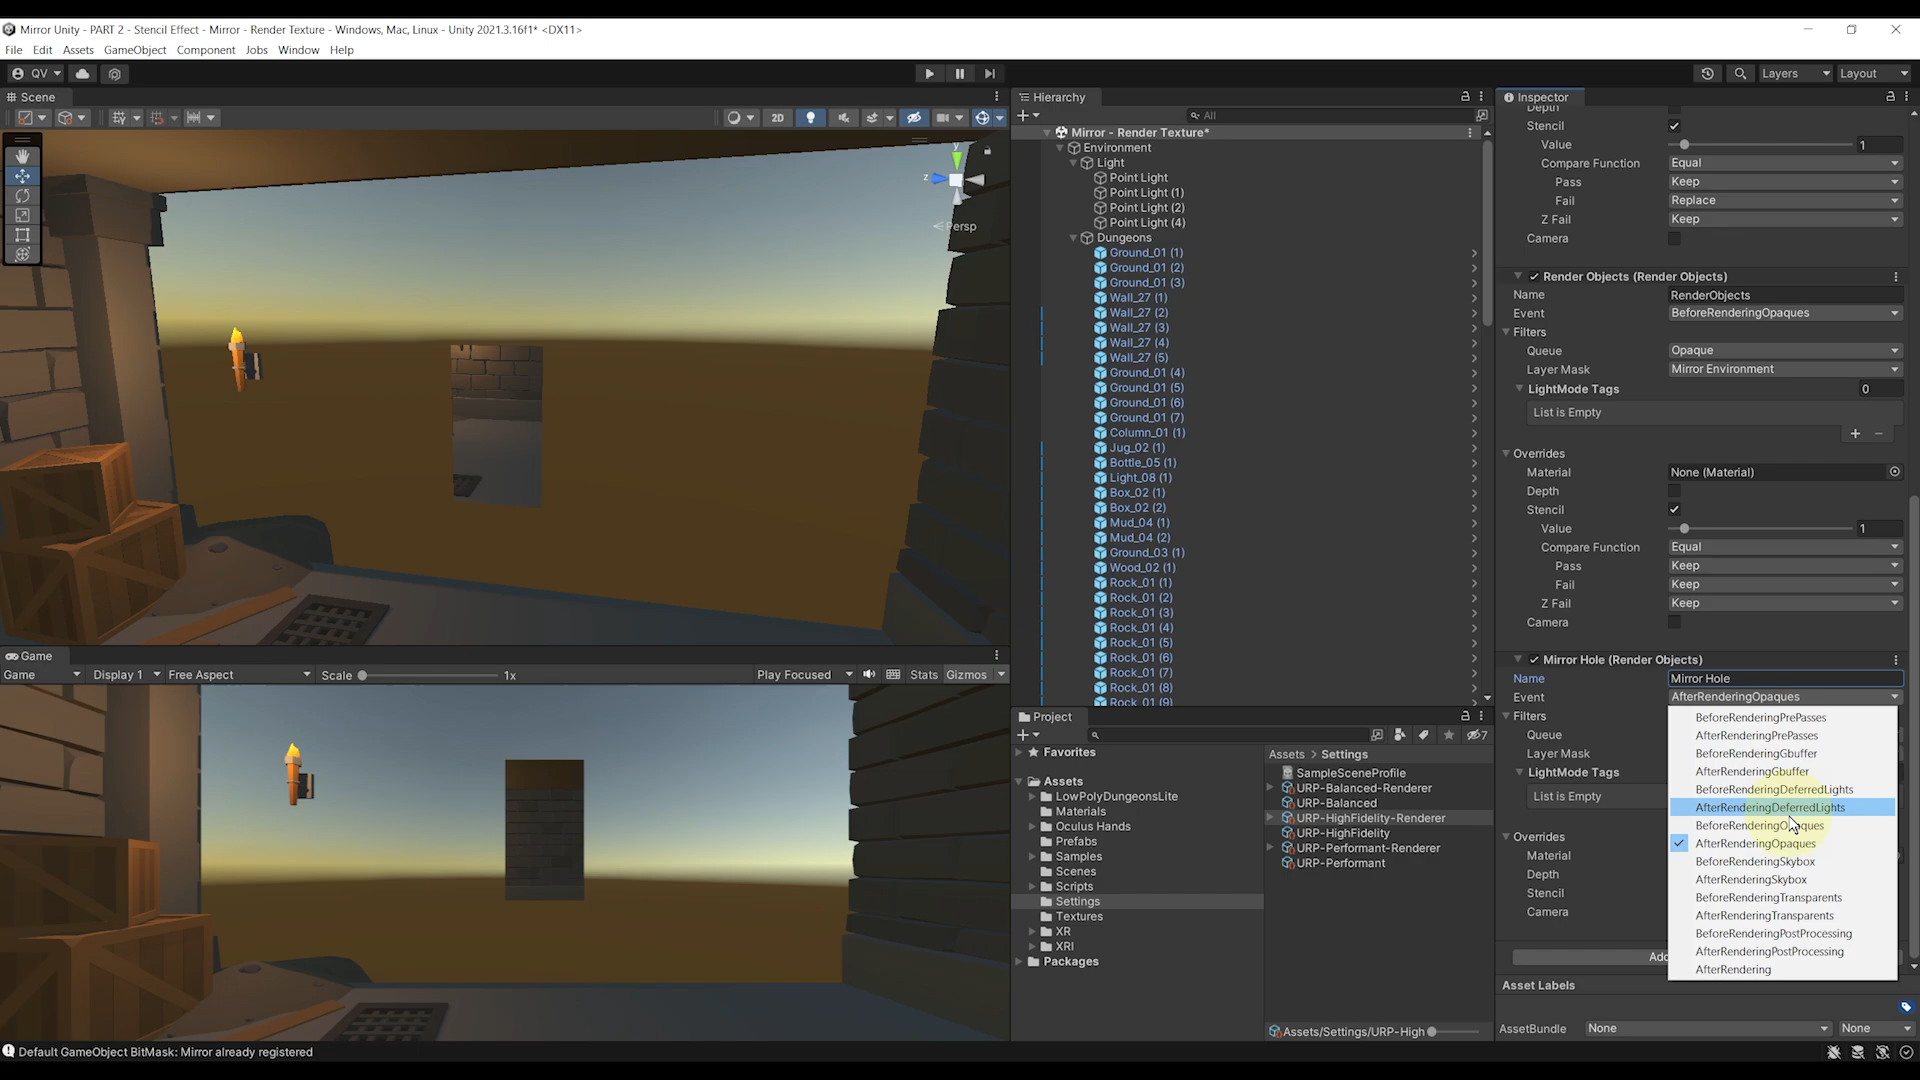 Mirror Unity - PART 2 - Stencil Effect - Mirror - Render Texture - Windows, Mac, Linux - Unity 2021.3.16f1* <DX11>
File Edit Assets GameObject Component Jobs Window Help
QV
Layers
Layout
Scene
2D
y
z
Persp
Game
Game
Display 1
Free Aspect
Scale
1x
Play Focused
Stats
Gizmos
Hierarchy
All
Mirror - Render Texture*
Environment
Light
Point Light
Point Light (1)
Point Light (2)
Point Light (4)
Dungeons
Ground_01 (1)
Ground_01 (2)
Ground_01 (3)
Wall_27 (1)
Wall_27 (2)
Wall_27 (3)
Wall_27 (4)
Wall_27 (5)
Ground_01 (4)
Ground_01 (5)
Ground_01 (6)
Ground_01 (7)
Column_01 (1)
Jug_02 (1)
Bottle_05 (1)
Light_08 (1)
Box_02 (1)
Box_02 (2)
Mud_04 (1)
Mud_04 (2)
Ground_03 (1)
Wood_02 (1)
Rock_01 (1)
Rock_01 (2)
Rock_01 (3)
Rock_01 (4)
Rock_01 (5)
Rock_01 (6)
Rock_01 (7)
Rock_01 (8)
Rock_01 (9)
Project
7
Favorites
Assets
LowPolyDungeonsLite
Materials
Oculus Hands
Prefabs
Samples
Scenes
Scripts
Settings
Textures
XR
XRI
Packages
Assets > Settings
SampleSceneProfile
URP-Balanced-Renderer
URP-Balanced
URP-HighFidelity-Renderer
URP-HighFidelity
URP-Performant-Renderer
URP-Performant
Assets/Settings/URP-High
Inspector
Depth
Stencil
Value 1
Compare Function Equal
Pass Keep
Fail Replace
Z Fail Keep
Camera
Render Objects (Render Objects)
Name RenderObjects
Event BeforeRenderingOpaques
Filters
Queue Opaque
Layer Mask Mirror Environment
LightMode Tags 0
List is Empty
+ -
Overrides
Material None (Material)
Depth
Stencil
Value 1
Compare Function Equal
Pass Keep
Fail Keep
Z Fail Keep
Camera
Mirror Hole (Render Objects)
Name Mirror Hole
Event AfterRenderingOpaques
Filters
Queue
Layer Mask
LightMode Tags
List is Empty
Overrides
Material
Depth
Stencil
Camera
BeforeRenderingPrePasses
AfterRenderingPrePasses
BeforeRenderingGbuffer
AfterRenderingGbuffer
BeforeRenderingDeferredLights
AfterRenderingDeferredLights
BeforeRenderingOpaques
AfterRenderingOpaques
BeforeRenderingSkybox
AfterRenderingSkybox
BeforeRenderingTransparents
AfterRenderingTransparents
BeforeRenderingPostProcessing
AfterRenderingPostProcessing
AfterRendering
Asset Labels
AssetBundle None None
Default GameObject BitMask: Mirror already registered